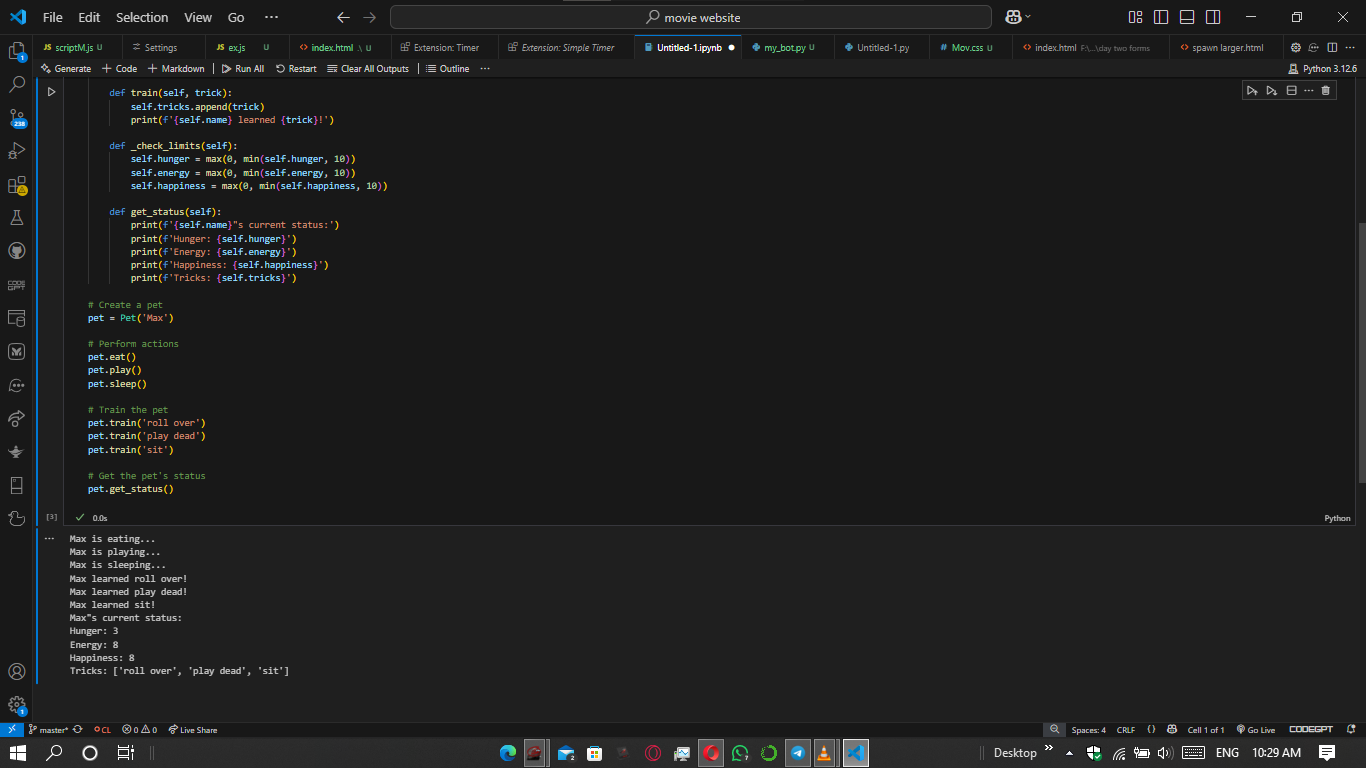 File Edit Selection View Go ··· movie website
scriptM.js U Settings ex.js U index.html .\ U Extension: Timer Extension: Simple Timer Untitled-1.ipynb my_bot.py U Untitled-1.py Mov.css U index.html F:\...\day two forms spawn larger.html
Generate + Code + Markdown Run All Restart Clear All Outputs Outline ··· Python 3.12.6
def train(self, trick):
self.tricks.append(trick)
print(f'{self.name} learned {trick}!')
def _check_limits(self):
self.hunger = max(0, min(self.hunger, 10))
self.energy = max(0, min(self.energy, 10))
self.happiness = max(0, min(self.happiness, 10))
def get_status(self):
print(f'{self.name}"s current status:')
print(f'Hunger: {self.hunger}')
print(f'Energy: {self.energy}')
print(f'Happiness: {self.happiness}')
print(f'Tricks: {self.tricks}')
# Create a pet
pet = Pet('Max')
# Perform actions
pet.eat()
pet.play()
pet.sleep()
# Train the pet
pet.train('roll over')
pet.train('play dead')
pet.train('sit')
# Get the pet's status
pet.get_status()
[3] 0.0s Python
Max is eating...
Max is playing...
Max is sleeping...
Max learned roll over!
Max learned play dead!
Max learned sit!
Max"s current status:
Hunger: 3
Energy: 8
Happiness: 8
Tricks: ['roll over', 'play dead', 'sit']
master* CL 0 0 Live Share Spaces: 4 CRLF {} Cell 1 of 1 Go Live CODEGPT
Desktop ENG 10:29 AM
1
238
1
2
7